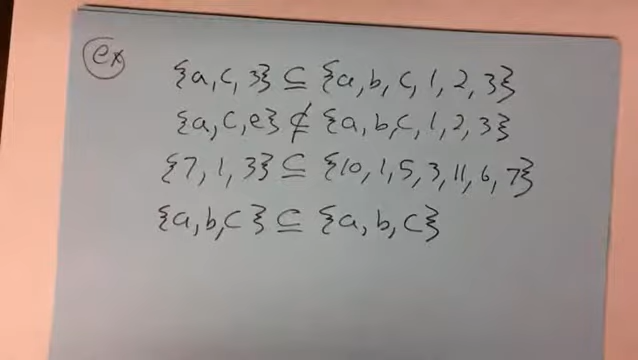 ex
{a, c, 3} ⊆ {a, b, c, 1, 2, 3}
{a, c, e} ⊄ {a, b, c, 1, 2, 3}
{7, 1, 3} ⊆ {10, 1, 5, 3, 11, 6, 7}
{a, b, c} ⊆ {a, b, c}